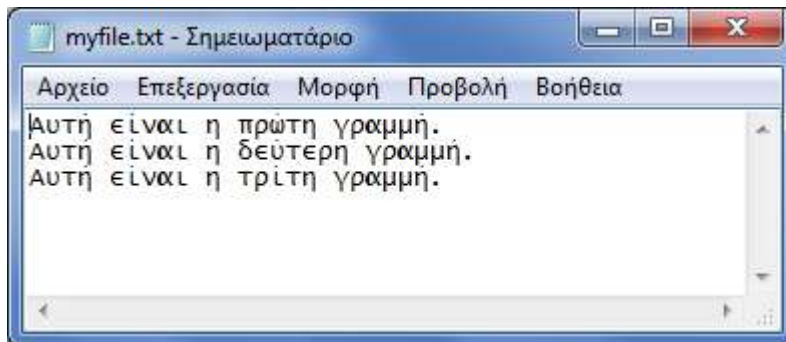 myfile.txt - Σημειωματάριο
Αρχείο Επεξεργασία Μορφή Προβολή Βοήθεια
Αυτή είναι η πρώτη γραμμή.
Αυτή είναι η δεύτερη γραμμή.
Αυτή είναι η τρίτη γραμμή.